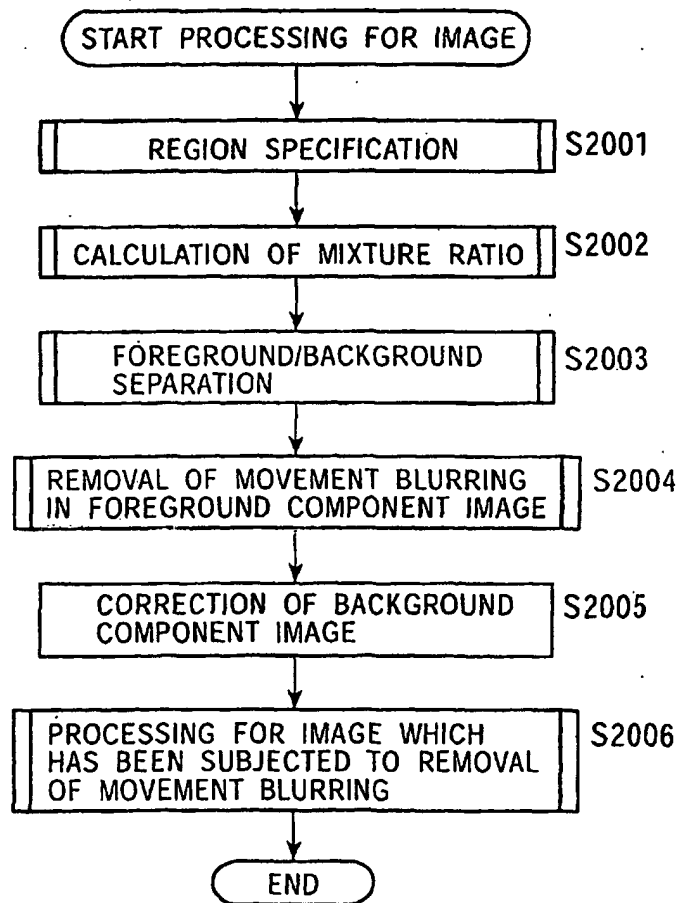 START PROCESSING FOR IMAGE
REGION SPECIFICATION
S2001
CALCULATION OF MIXTURE RATIO
S2002
FOREGROUND/BACKGROUND
SEPARATION
S2003
REMOVAL OF MOVEMENT BLURRING
IN FOREGROUND COMPONENT IMAGE
S2004
CORRECTION OF BACKGROUND
COMPONENT IMAGE
S2005
PROCESSING FOR IMAGE WHICH
HAS BEEN SUBJECTED TO REMOVAL
OF MOVEMENT BLURRING
S2006
END